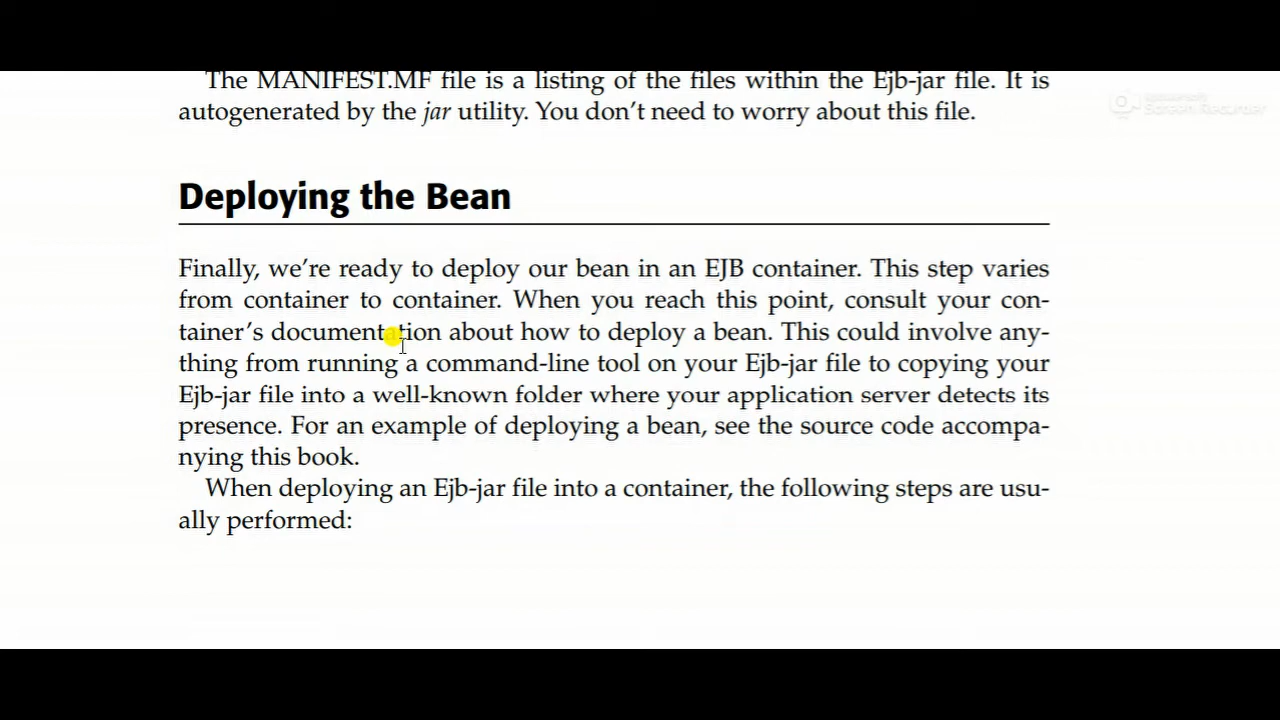 The MANIFEST.MF file is a listing of the files within the Ejb-jar file. It is
autogenerated by the jar utility. You don't need to worry about this file.
Screen Recorder
Deploying the Bean
Finally, we're ready to deploy our bean in an EJB container. This step varies
from container to container. When you reach this point, consult your con-
tainer's documentation about how to deploy a bean. This could involve any-
thing from running a command-line tool on your Ejb-jar file to copying your
Ejb-jar file into a well-known folder where your application server detects its
presence. For an example of deploying a bean, see the source code accompa-
nying this book.
When deploying an Ejb-jar file into a container, the following steps are usu-
ally performed: